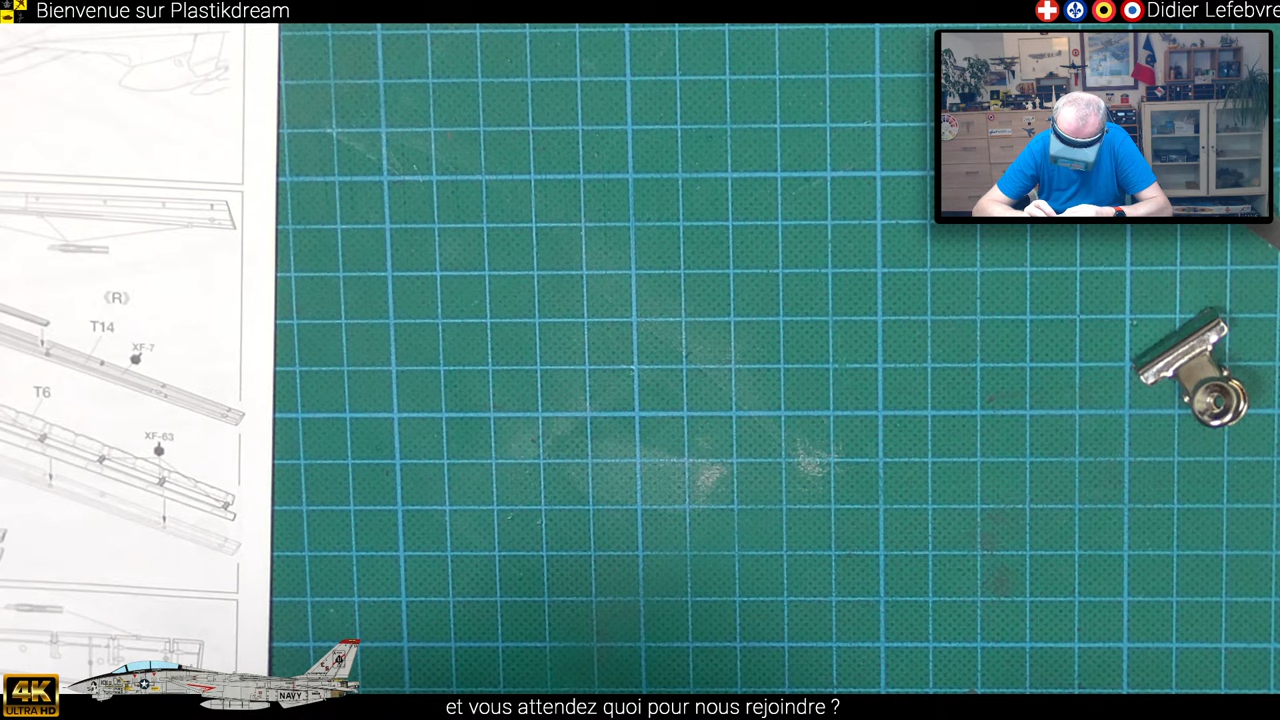 Bienvenue sur Plastikdream
Didier Lefebvre
《R》
T14
XF-7
T6
XF-63
NAVY
4K
ULTRA HD
et vous attendez quoi pour nous rejoindre ?